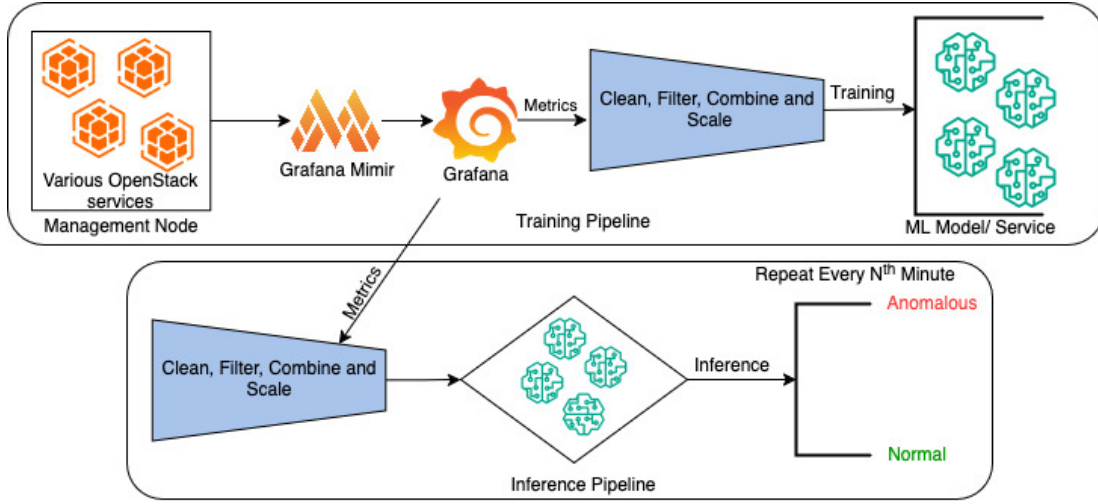 Various OpenStack
services
Management Node
Grafana Mimir
Grafana
Metrics
Clean, Filter, Combine and
Scale
Training
ML Model/ Service
Training Pipeline
Metrics
Repeat Every Nth Minute
Clean, Filter, Combine and
Scale
Inference
Anomalous
Normal
Inference Pipeline